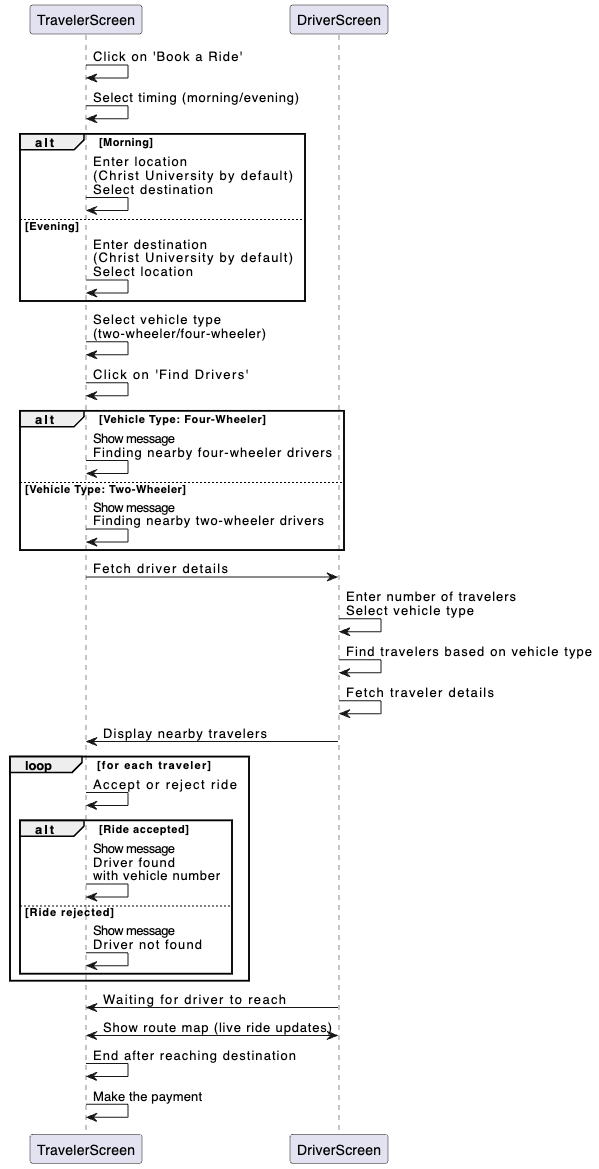 TravelerScreen DriverScreen
Click on 'Book a Ride'
Select timing (morning/evening)
alt [Morning]
Enter location
(Christ University by default)
Select destination
[Evening]
Enter destination
(Christ University by default)
Select location
Select vehicle type
(two-wheeler/four-wheeler)
Click on 'Find Drivers'
alt [Vehicle Type: Four-Wheeler]
Show message
Finding nearby four-wheeler drivers
[Vehicle Type: Two-Wheeler]
Show message
Finding nearby two-wheeler drivers
Fetch driver details
Enter number of travelers
Select vehicle type
Find travelers based on vehicle type
Fetch traveler details
Display nearby travelers
loop [for each traveler]
Accept or reject ride
alt [Ride accepted]
Show message
Driver found
with vehicle number
[Ride rejected]
Show message
Driver not found
Waiting for driver to reach
Show route map (live ride updates)
End after reaching destination
Make the payment
TravelerScreen DriverScreen